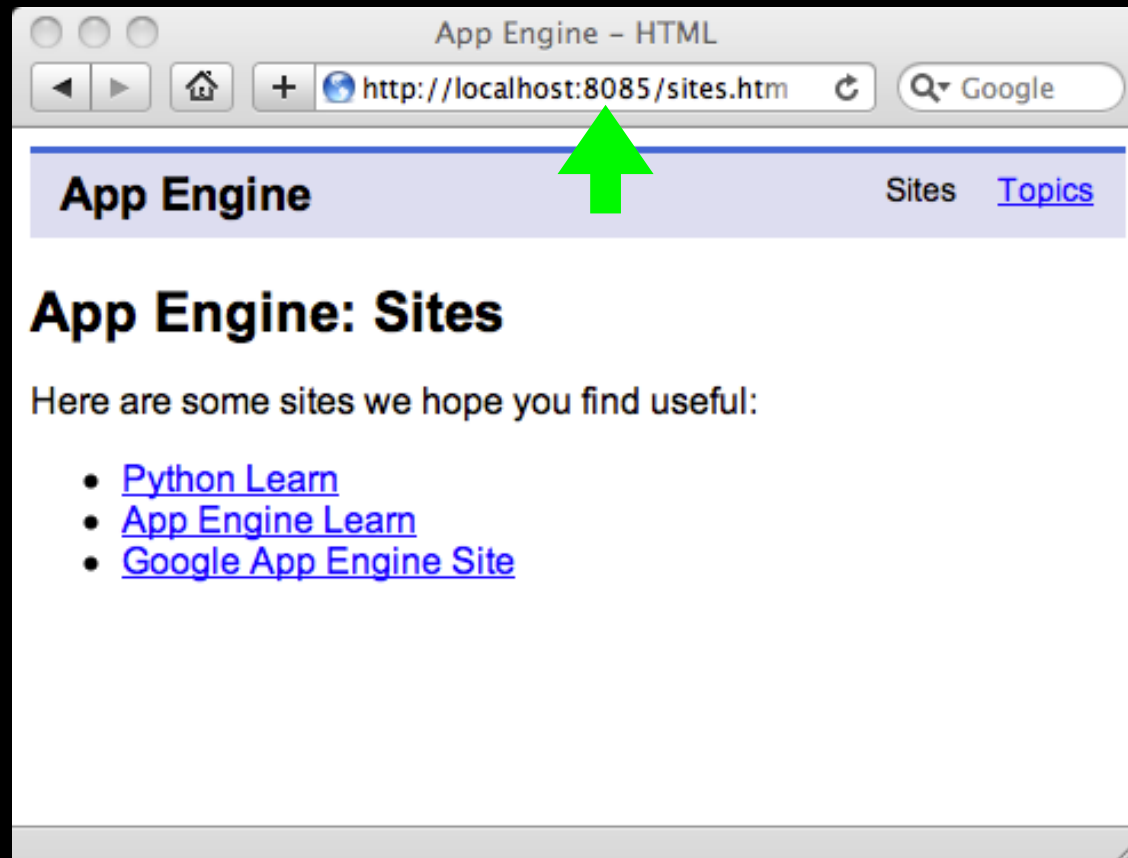 App Engine – HTML
http://localhost:8085/sites.htm
Google
App Engine
Sites Topics
App Engine: Sites
Here are some sites we hope you find useful:
Python Learn
App Engine Learn
Google App Engine Site